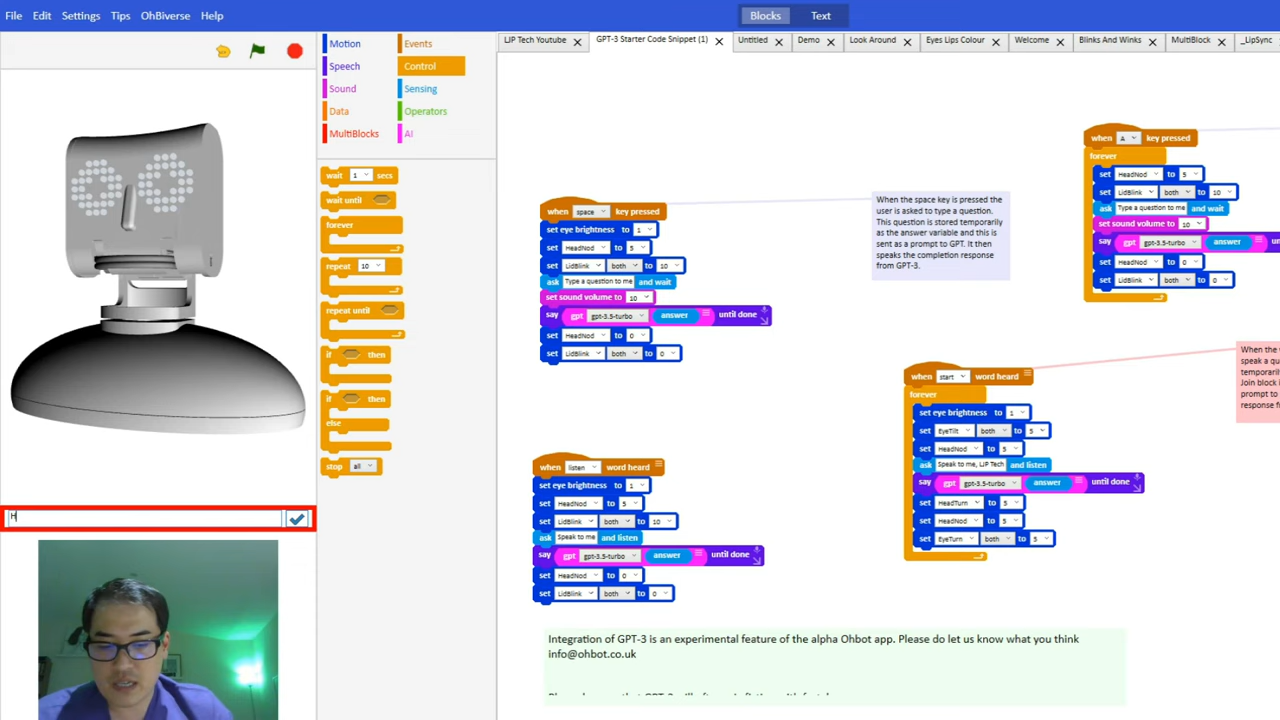 File Edit Settings Tips OhBiverse Help
Blocks Text
LJP Tech Youtube
GPT-3 Starter Code Snippet (1)
Untitled
Demo
Look Around
Eyes Lips Colour
Welcome
Blinks And Winks
MultiBlock
_LipSync
Motion
Events
Speech
Control
Sound
Sensing
Data
Operators
MultiBlocks
AI
wait 1 secs
wait until
forever
repeat 10
repeat until
if then
if then
else
stop all
H
when space key pressed
set eye brightness to 1
set HeadNod to 5
set LidBlink both to 10
ask Type a question to me and wait
set sound volume to 10
say gpt gpt-3.5-turbo answer until done
set HeadNod to 0
set LidBlink both to 0
When the space key is pressed the
user is asked to type a question.
This question is stored temporarily
as the answer variable and this is
sent as a prompt to GPT. It then
speaks the completion response
from GPT-3.
when A key pressed
forever
set HeadNod to 5
set LidBlink both to 10
ask Type a question to me and wait
set sound volume to 10
say gpt gpt-3.5-turbo answer
set HeadNod to 0
set LidBlink both to 0
when listen word heard
set eye brightness to 1
set HeadNod to 5
set LidBlink both to 10
ask Speak to me and listen
say gpt gpt-3.5-turbo answer until done
set HeadNod to 0
set LidBlink both to 0
when start word heard
forever
set eye brightness to 1
set EyeTilt both to 5
set HeadNod to 5
ask Speak to me, LJP Tech and listen
say gpt gpt-3.5-turbo answer until done
set HeadTurn to 5
set HeadNod to 5
set EyeTurn both to 5
When the
speak a qu
temporaril
Join block i
prompt to
response fr
Integration of GPT-3 is an experimental feature of the alpha Ohbot app. Please do let us know what you think
info@ohbot.co.uk